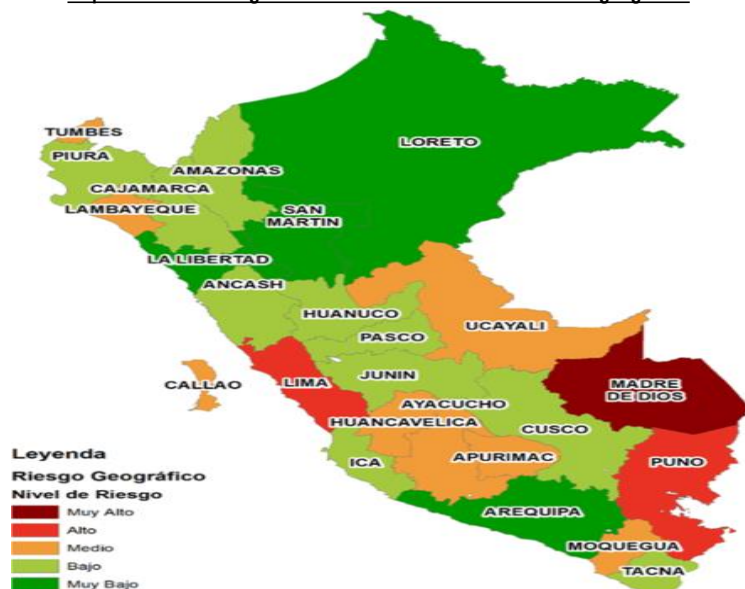 TUMBES
PIURA
AMAZONAS
LORETO
CAJAMARCA
LAMBAYEQUE
SAN
MARTIN
LA LIBERTAD
ANCASH
HUANUCO
UCAYALI
PASCO
CALLAO
LIMA
JUNIN
MADRE
DE DIOS
AYACUCHO
HUANCAVELICA
CUSCO
ICA
APURIMAC
PUNO
AREQUIPA
MOQUEGUA
TACNA
Leyenda
Riesgo Geográfico
Nivel de Riesgo
Muy Alto
Alto
Medio
Bajo
Muy Bajo